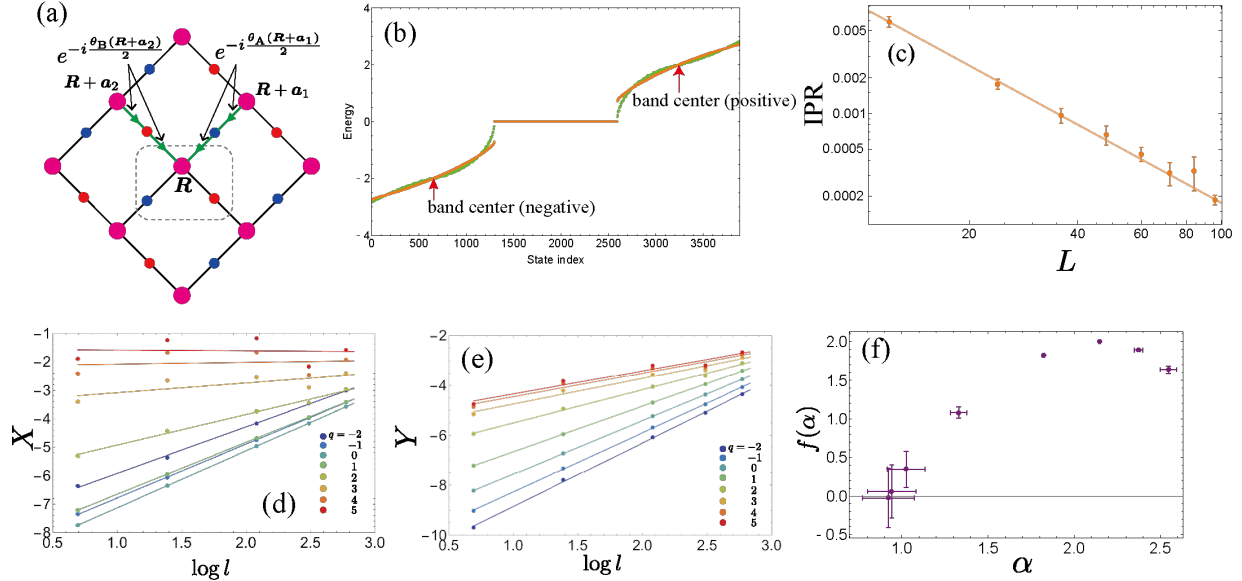 (a)
e^{-i\frac{θ_B(R+a_2)}{2}} e^{-i\frac{θ_A(R+a_1)}{2}}
R + a_2 R + a_1
R
(b)
Energy
4
2
0
-2
-4
band center (positive)
band center (negative)
0 500 1000 1500 2000 2500 3000 3500
State index
(c)
IPR
0.005
0.002
0.001
0.0005
0.0002
20 40 60 80 100
L
X
-1
-2
-3
-4
-5
-6
-7
-8
q = -2
-1
0
1
2
3
4
5
(d)
0.5 1.0 1.5 2.0 2.5 3.0
log l
(e)
Y
-2
-4
-6
-8
-10
q = -2
-1
0
1
2
3
4
5
0.5 1.0 1.5 2.0 2.5 3.0
log l
(f)
f(α)
2.0
1.5
1.0
0.5
0.0
-0.5
1.0 1.5 2.0 2.5
α